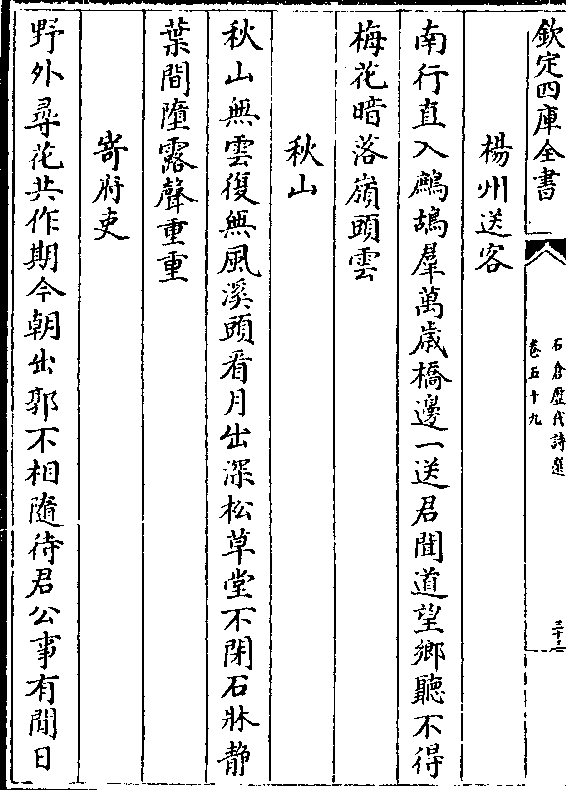 欽定四庫全書
石倉歷代詩選
卷五十九
三十三
楊州送客
南行直入鷓鴣羣萬歲橋邊一送君聞道望鄉聽不得
梅花暗落嶺頭雲
秋山
秋山無雲復無風溪頭看月出深松草堂不閉石牀静
葉間墮露聲重重
寄府吏
野外尋花共作期今朝出郭不相隨待君公事有閒日